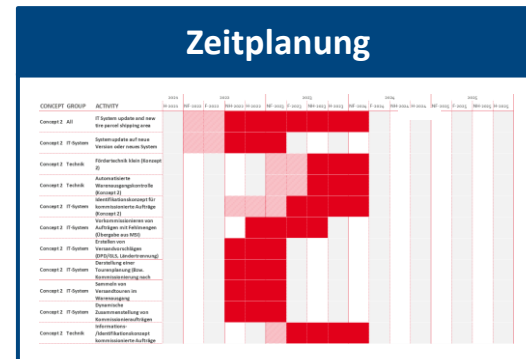 Zeitplanung
CONCEPT GROUP ACTIVITY
Concept 2 All IT System update and new
tire parcel shipping area
Concept 2 IT-System Systemupdate auf neue
Version oder neues System
Concept 2 Technik Fördertechnik klein (Konzept
2)
Concept 2 Technik Automatisierte
Warenausgangskontrolle
(Konzept 2)
Concept 2 IT-System Identifikationskonzept für
kommissionierte Aufträge
(Konzept 2)
Concept 2 IT-System Vorkommissionieren von
Aufträgen mit Fehlmengen
(Übergabe aus WE)
Concept 2 IT-System Erstellen von
Versandvorschlägen
(DPD/GLS, Ländertrennung)
Concept 2 IT-System Darstellung einer
Tourenplanung (Bzw.
Kommissionierung nach
Concept 2 IT-System Sammeln von
Versandtouren im
Warenausgang
Concept 2 IT-System Dynamische
Zusammenstellung von
Kommissionieraufträgen
Concept 2 Technik Informations-
/Identifikationskonzept
kommissionierte Aufträge